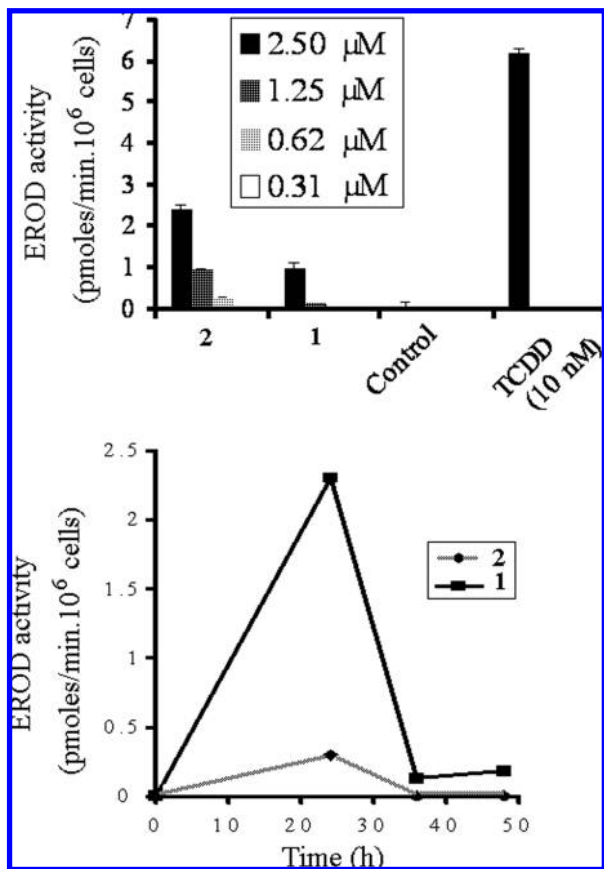 EROD activity
(pmoles/min.10⁶ cells)
7
6
5
4
3
2
1
0
2.50 µM
1.25 µM
0.62 µM
0.31 µM
2
1
Control
TCDD
(10 nM)
EROD activity
(pmoles/min.10⁶ cells)
2.5
2
1.5
1
0.5
0
2
1
0 10 20 30 40 50
Time (h)